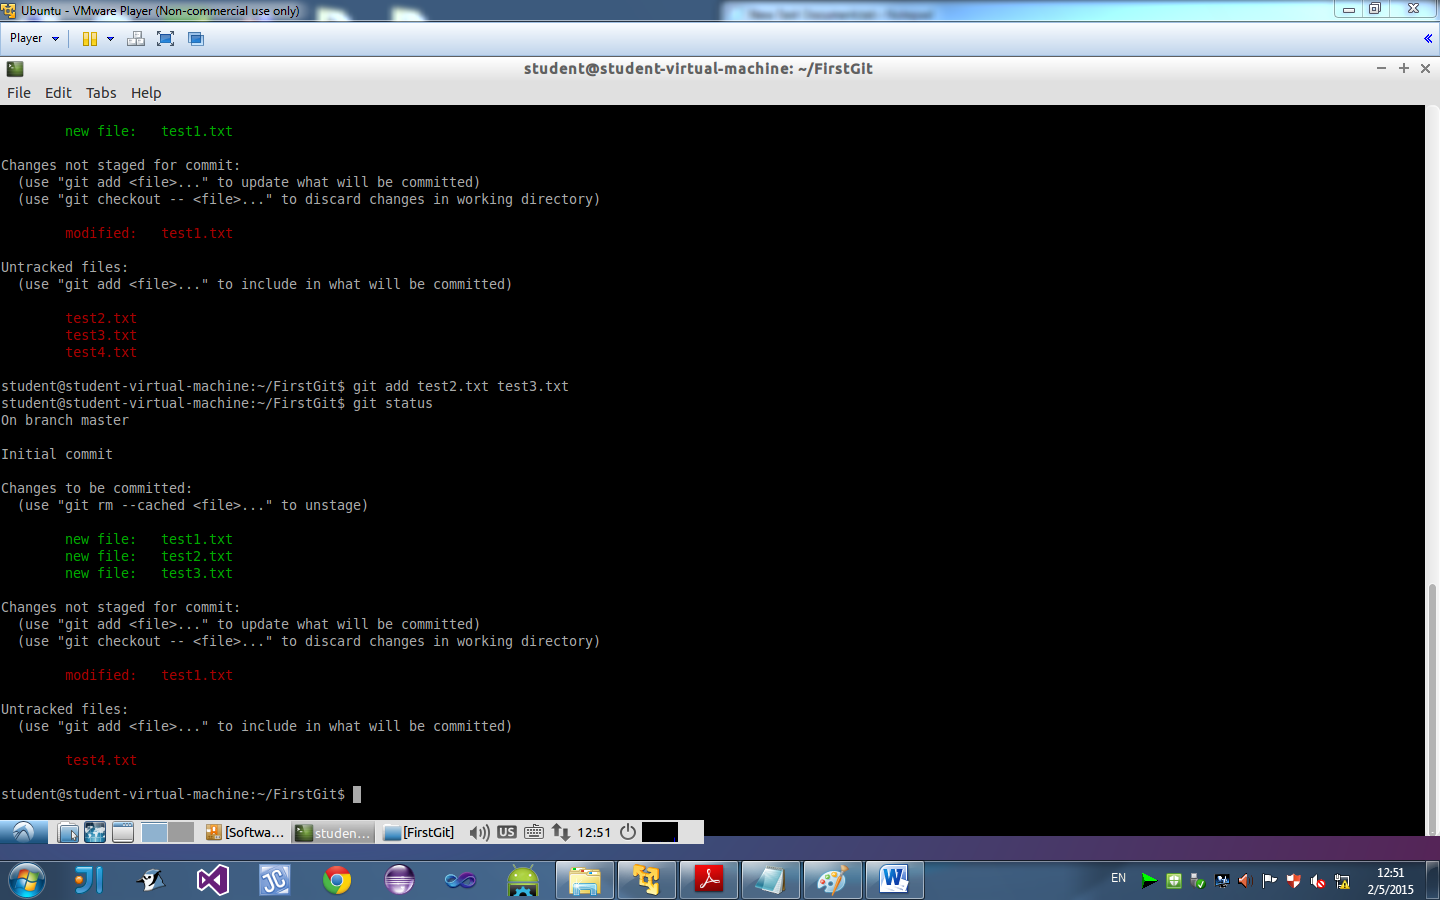 Ubuntu - VMware Player (Non-commercial use only)
Player
student@student-virtual-machine: ~/FirstGit
File Edit Tabs Help
new file:   test1.txt
Changes not staged for commit:
(use "git add <file>..." to update what will be committed)
(use "git checkout -- <file>..." to discard changes in working directory)
modified:   test1.txt
Untracked files:
(use "git add <file>..." to include in what will be committed)
test2.txt
test3.txt
test4.txt
student@student-virtual-machine:~/FirstGit$ git add test2.txt test3.txt
student@student-virtual-machine:~/FirstGit$ git status
On branch master
Initial commit
Changes to be committed:
(use "git rm --cached <file>..." to unstage)
new file:   test1.txt
new file:   test2.txt
new file:   test3.txt
Changes not staged for commit:
(use "git add <file>..." to update what will be committed)
(use "git checkout -- <file>..." to discard changes in working directory)
modified:   test1.txt
Untracked files:
(use "git add <file>..." to include in what will be committed)
test4.txt
student@student-virtual-machine:~/FirstGit$
[Softwa... studen... [FirstGit] US 12:51
JI JC W EN 12:51
2/5/2015